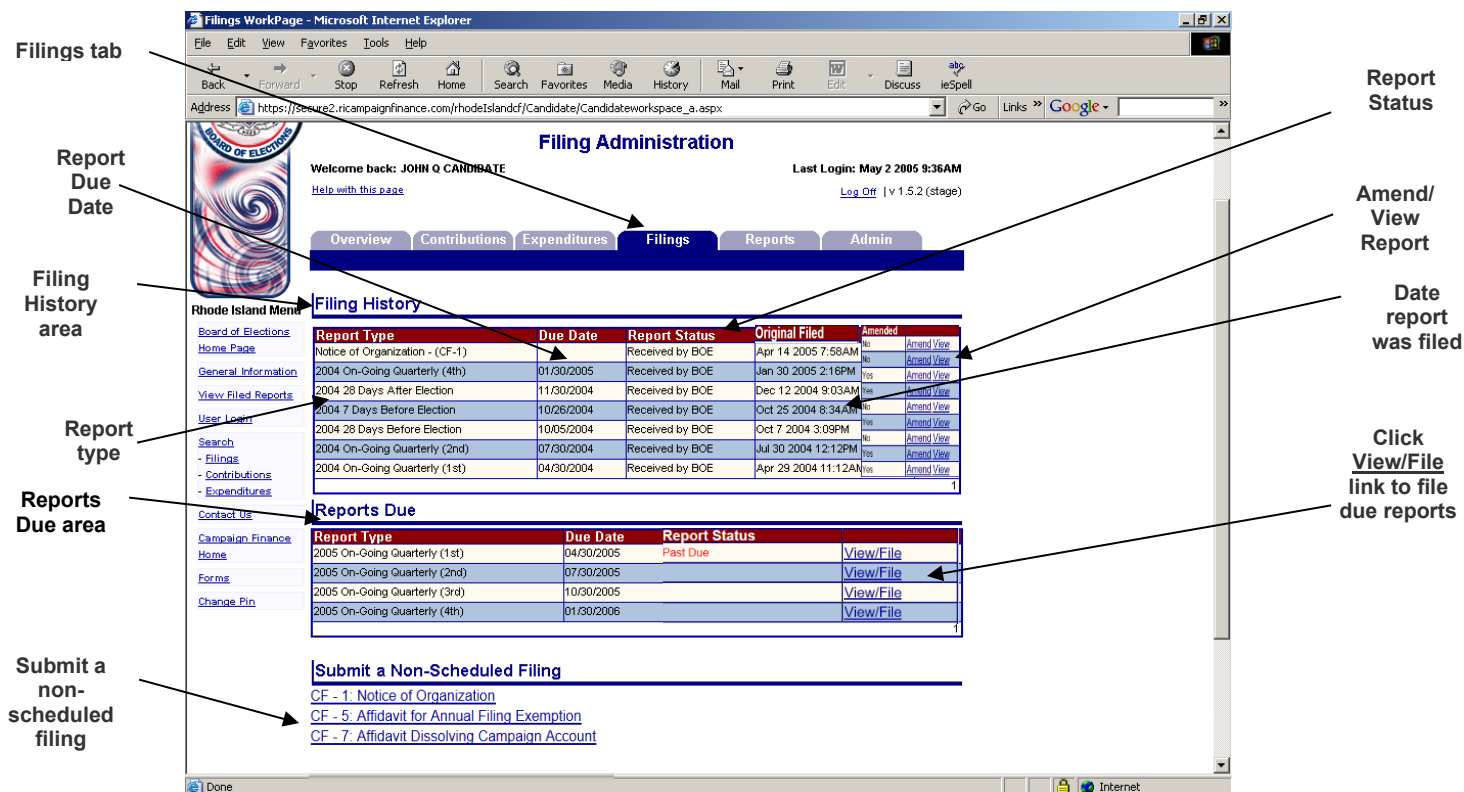 Filings WorkPage - Microsoft Internet Explorer
File Edit View Favorites Tools Help
Back Forward Stop Refresh Home Search Favorites Media History Mail Print Edit Discuss ieSpell
Address https://secure2.ricampaignfinance.com/rhodeIslandcf/Candidate/Candidateworkspace_a.aspx Go Links » Google »
Filings tab
Report
Due
Date
Filing
History
area
Report
type
Reports
Due area
Submit a
non-
scheduled
filing
BOARD OF ELECTIONS
Rhode Island Menu
Board of Elections
Home Page
General Information
View Filed Reports
User Login
Search
- Filings
- Contributions
- Expenditures
Contact Us
Campaign Finance
Home
Forms
Change Pin
Filing Administration
Welcome back: JOHN Q CANDIDATE Last Login: May 2 2005 9:36AM
Help with this page Log Off | v 1.5.2 (stage)
Overview Contributions Expenditures Filings Reports Admin
Filing History
Report Type Due Date Report Status Original Filed Amended
Notice of Organization - (CF-1) Received by BOE Apr 14 2005 7:58AM No Amend View
2004 On-Going Quarterly (4th) 01/30/2005 Received by BOE Jan 30 2005 2:16PM No Amend View
2004 28 Days After Election 11/30/2004 Received by BOE Dec 12 2004 9:03AM Yes Amend View
2004 7 Days Before Election 10/26/2004 Received by BOE Oct 25 2004 8:34AM Yes Amend View
2004 28 Days Before Election 10/05/2004 Received by BOE Oct 7 2004 3:09PM No Amend View
2004 On-Going Quarterly (2nd) 07/30/2004 Received by BOE Jul 30 2004 12:12PM Yes Amend View
2004 On-Going Quarterly (1st) 04/30/2004 Received by BOE Apr 29 2004 11:12AM No Amend View
Yes Amend View
Yes Amend View
1
Reports Due
Report Type Due Date Report Status
2005 On-Going Quarterly (1st) 04/30/2005 Past Due View/File
2005 On-Going Quarterly (2nd) 07/30/2005 View/File
2005 On-Going Quarterly (3rd) 10/30/2005 View/File
2005 On-Going Quarterly (4th) 01/30/2006 View/File
1
Submit a Non-Scheduled Filing
CF - 1: Notice of Organization
CF - 5: Affidavit for Annual Filing Exemption
CF - 7: Affidavit Dissolving Campaign Account
Done Internet
Report
Status
Amend/
View
Report
Date
report
was filed
Click
View/File
link to file
due reports